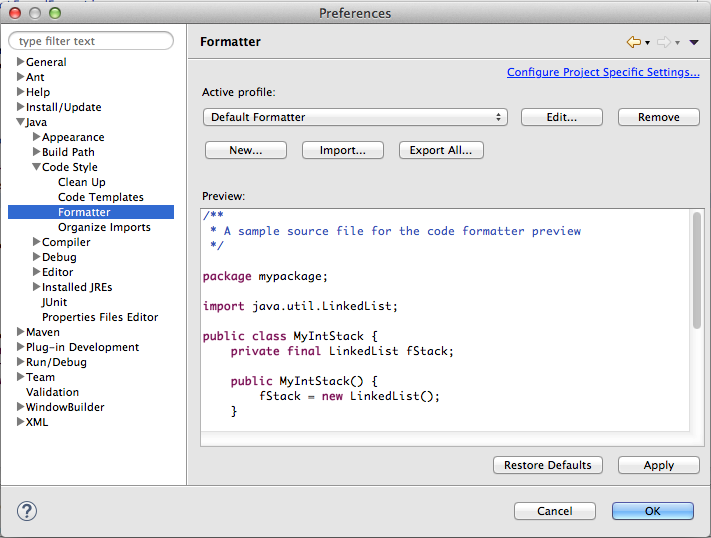 Preferences
type filter text
General
Ant
Help
Install/Update
Java
Appearance
Build Path
Code Style
Clean Up
Code Templates
Formatter
Organize Imports
Compiler
Debug
Editor
Installed JREs
JUnit
Properties Files Editor
Maven
Plug-in Development
Run/Debug
Team
Validation
WindowBuilder
XML
Formatter
Configure Project Specific Settings...
Active profile:
Default Formatter
Edit...
Remove
New...
Import...
Export All...
Preview:
/**
 * A sample source file for the code formatter preview
 */
package mypackage;
import java.util.LinkedList;
public class MyIntStack {
    private final LinkedList fStack;
    public MyIntStack() {
        fStack = new LinkedList();
    }
Restore Defaults
Apply
?
Cancel
OK